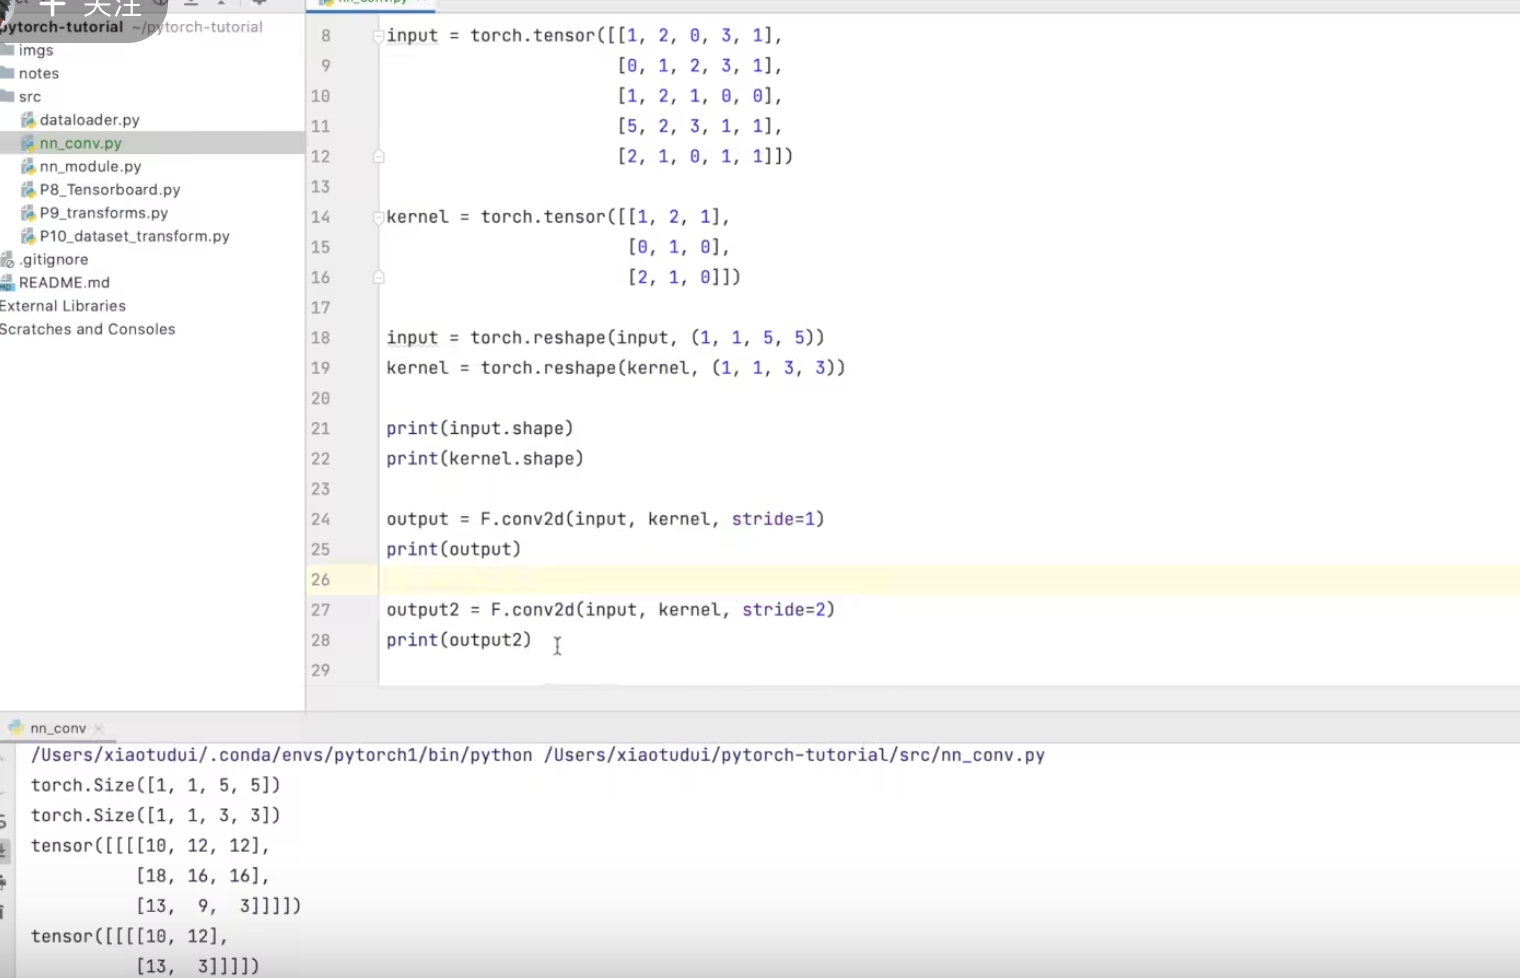 关注
pytorch-tutorial ~/pytorch-tutorial
imgs
notes
src
dataloader.py
nn_conv.py
nn_module.py
P8_Tensorboard.py
P9_transforms.py
P10_dataset_transform.py
.gitignore
README.md
External Libraries
Scratches and Consoles
nn_conv.py
8 input = torch.tensor([[1, 2, 0, 3, 1],
9 [0, 1, 2, 3, 1],
10 [1, 2, 1, 0, 0],
11 [5, 2, 3, 1, 1],
12 [2, 1, 0, 1, 1]])
13
14 kernel = torch.tensor([[1, 2, 1],
15 [0, 1, 0],
16 [2, 1, 0]])
17
18 input = torch.reshape(input, (1, 1, 5, 5))
19 kernel = torch.reshape(kernel, (1, 1, 3, 3))
20
21 print(input.shape)
22 print(kernel.shape)
23
24 output = F.conv2d(input, kernel, stride=1)
25 print(output)
26
27 output2 = F.conv2d(input, kernel, stride=2)
28 print(output2)
29
nn_conv
/Users/xiaotudui/.conda/envs/pytorch1/bin/python /Users/xiaotudui/pytorch-tutorial/src/nn_conv.py
torch.Size([1, 1, 5, 5])
torch.Size([1, 1, 3, 3])
tensor([[[[10, 12, 12],
[18, 16, 16],
[13, 9, 3]]]])
tensor([[[[10, 12],
[13, 3]]]])